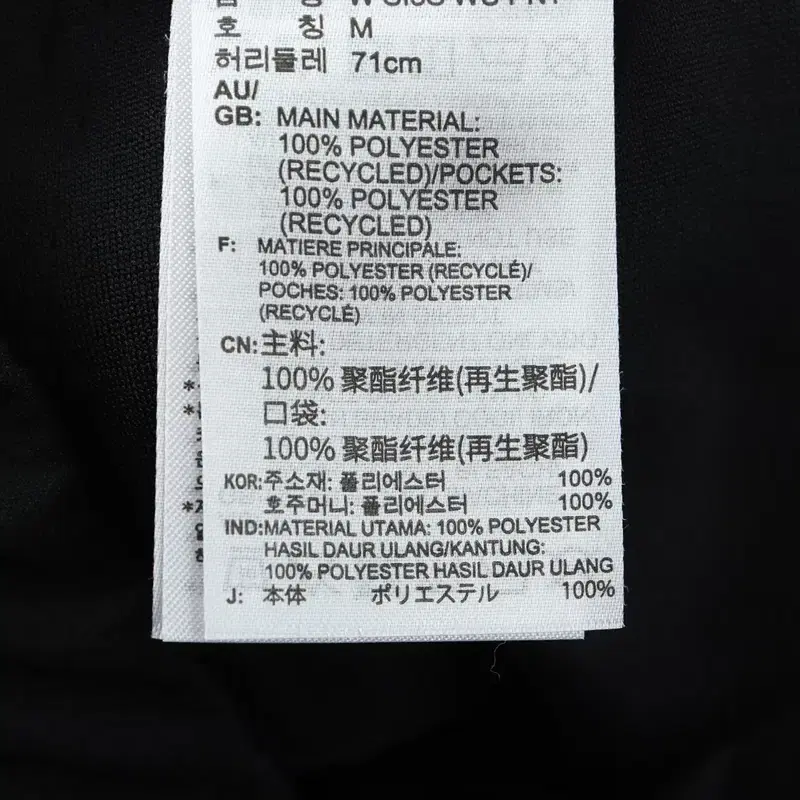 호 칭 M
허리둘레 71cm
AU/
GB: MAIN MATERIAL:
100% POLYESTER
(RECYCLED)/POCKETS:
100% POLYESTER
(RECYCLED)
F: MATIERE PRINCIPALE:
100% POLYESTER (RECYCLÉ)/
POCHES: 100% POLYESTER
(RECYCLÉ)
CN: 主料:
100% 聚酯纤维(再生聚酯)/
口袋:
100% 聚酯纤维(再生聚酯)
KOR: 주소재: 폴리에스터 100%
호주머니: 폴리에스터 100%
IND: MATERIAL UTAMA: 100% POLYESTER
HASIL DAUR ULANG/KANTUNG:
100% POLYESTER HASIL DAUR ULANG
J: 本体 ポリエステル 100%